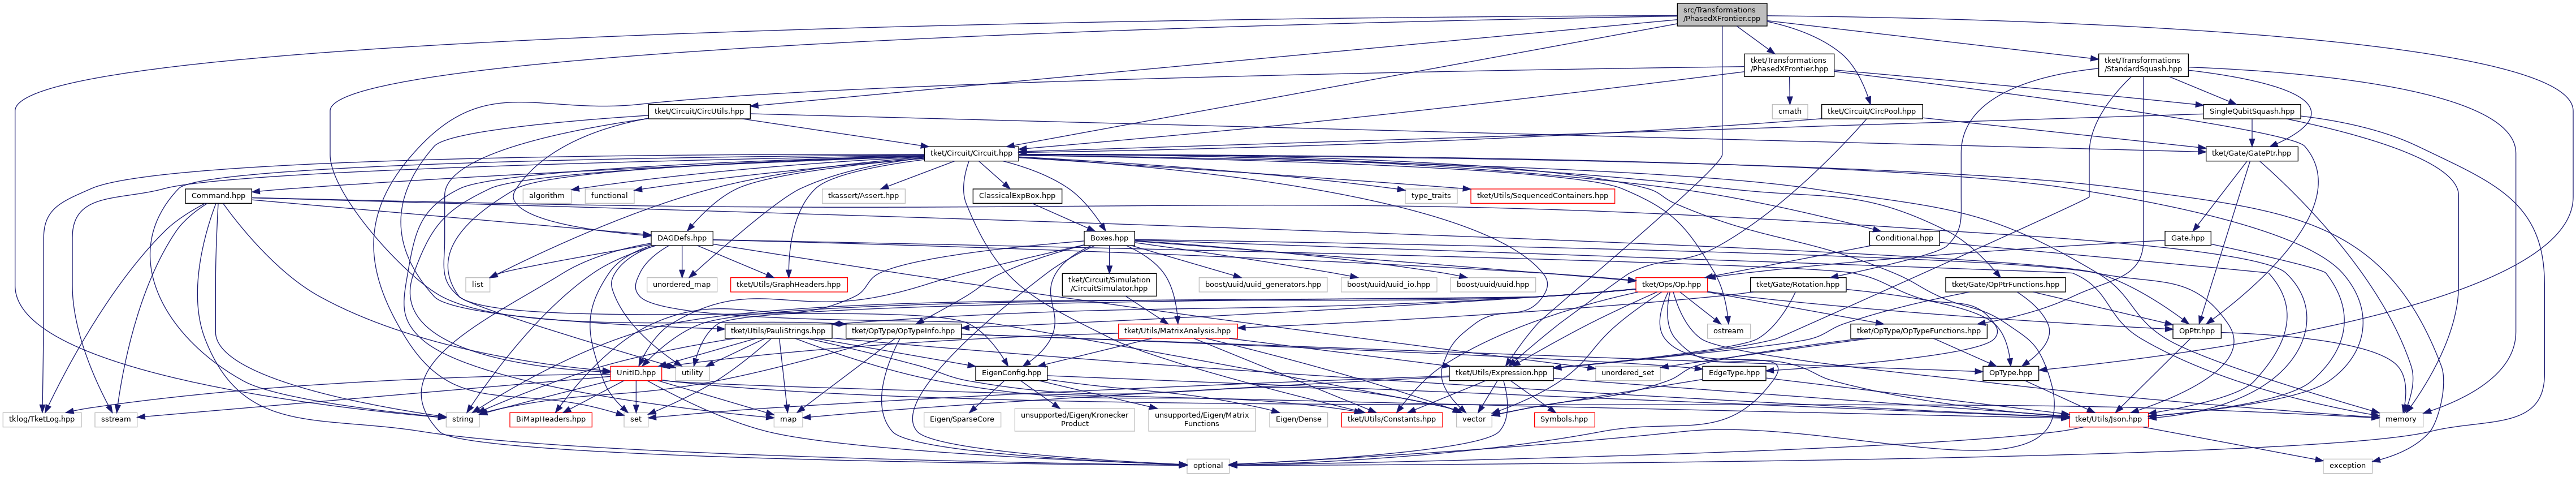 src/Transformations
/PhasedXFrontier.cpp
tket/Transformations
/PhasedXFrontier.hpp
tket/Transformations
/StandardSquash.hpp
tket/Circuit/CircUtils.hpp
cmath
tket/Circuit/CircPool.hpp
SingleQubitSquash.hpp
tket/Circuit/Circuit.hpp
tket/Gate/GatePtr.hpp
Command.hpp
algorithm
functional
tkassert/Assert.hpp
ClassicalExpBox.hpp
type_traits
tket/Utils/SequencedContainers.hpp
DAGDefs.hpp
Boxes.hpp
Conditional.hpp
Gate.hpp
list
unordered_map
tket/Utils/GraphHeaders.hpp
tket/Circuit/Simulation
/CircuitSimulator.hpp
boost/uuid/uuid_generators.hpp
boost/uuid/uuid_io.hpp
boost/uuid/uuid.hpp
tket/Ops/Op.hpp
tket/Gate/Rotation.hpp
tket/Gate/OpPtrFunctions.hpp
tket/Utils/PauliStrings.hpp
tket/OpType/OpTypeInfo.hpp
tket/Utils/MatrixAnalysis.hpp
ostream
tket/OpType/OpTypeFunctions.hpp
OpPtr.hpp
UnitID.hpp
utility
EigenConfig.hpp
tket/Utils/Expression.hpp
unordered_set
EdgeType.hpp
OpType.hpp
tklog/TketLog.hpp
sstream
string
BiMapHeaders.hpp
set
map
Eigen/SparseCore
unsupported/Eigen/Kronecker
Product
unsupported/Eigen/Matrix
Functions
Eigen/Dense
tket/Utils/Constants.hpp
vector
Symbols.hpp
tket/Utils/Json.hpp
memory
optional
exception